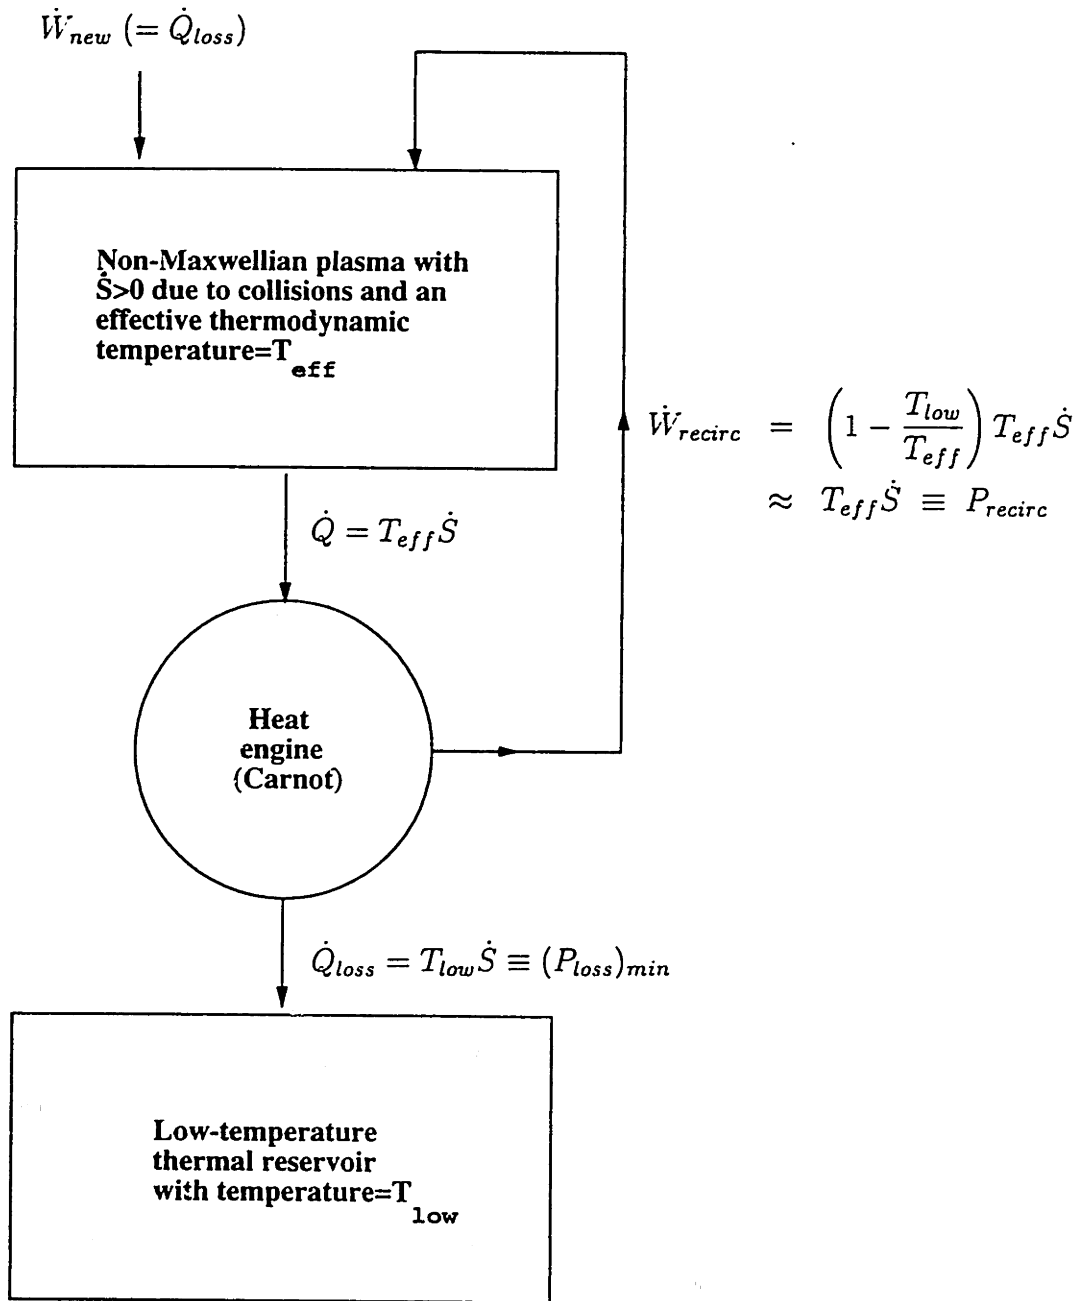 Ẇ_new (= Q̇_loss)
Non-Maxwellian plasma with
Ṡ>0 due to collisions and an
effective thermodynamic
temperature=T_eff
Ẇ_recirc = (1 − T_low/T_eff) T_eff Ṡ
≈ T_eff Ṡ ≡ P_recirc
Q̇ = T_eff Ṡ
Heat
engine
(Carnot)
Q̇_loss = T_low Ṡ ≡ (P_loss)_min
Low-temperature
thermal reservoir
with temperature=T_low